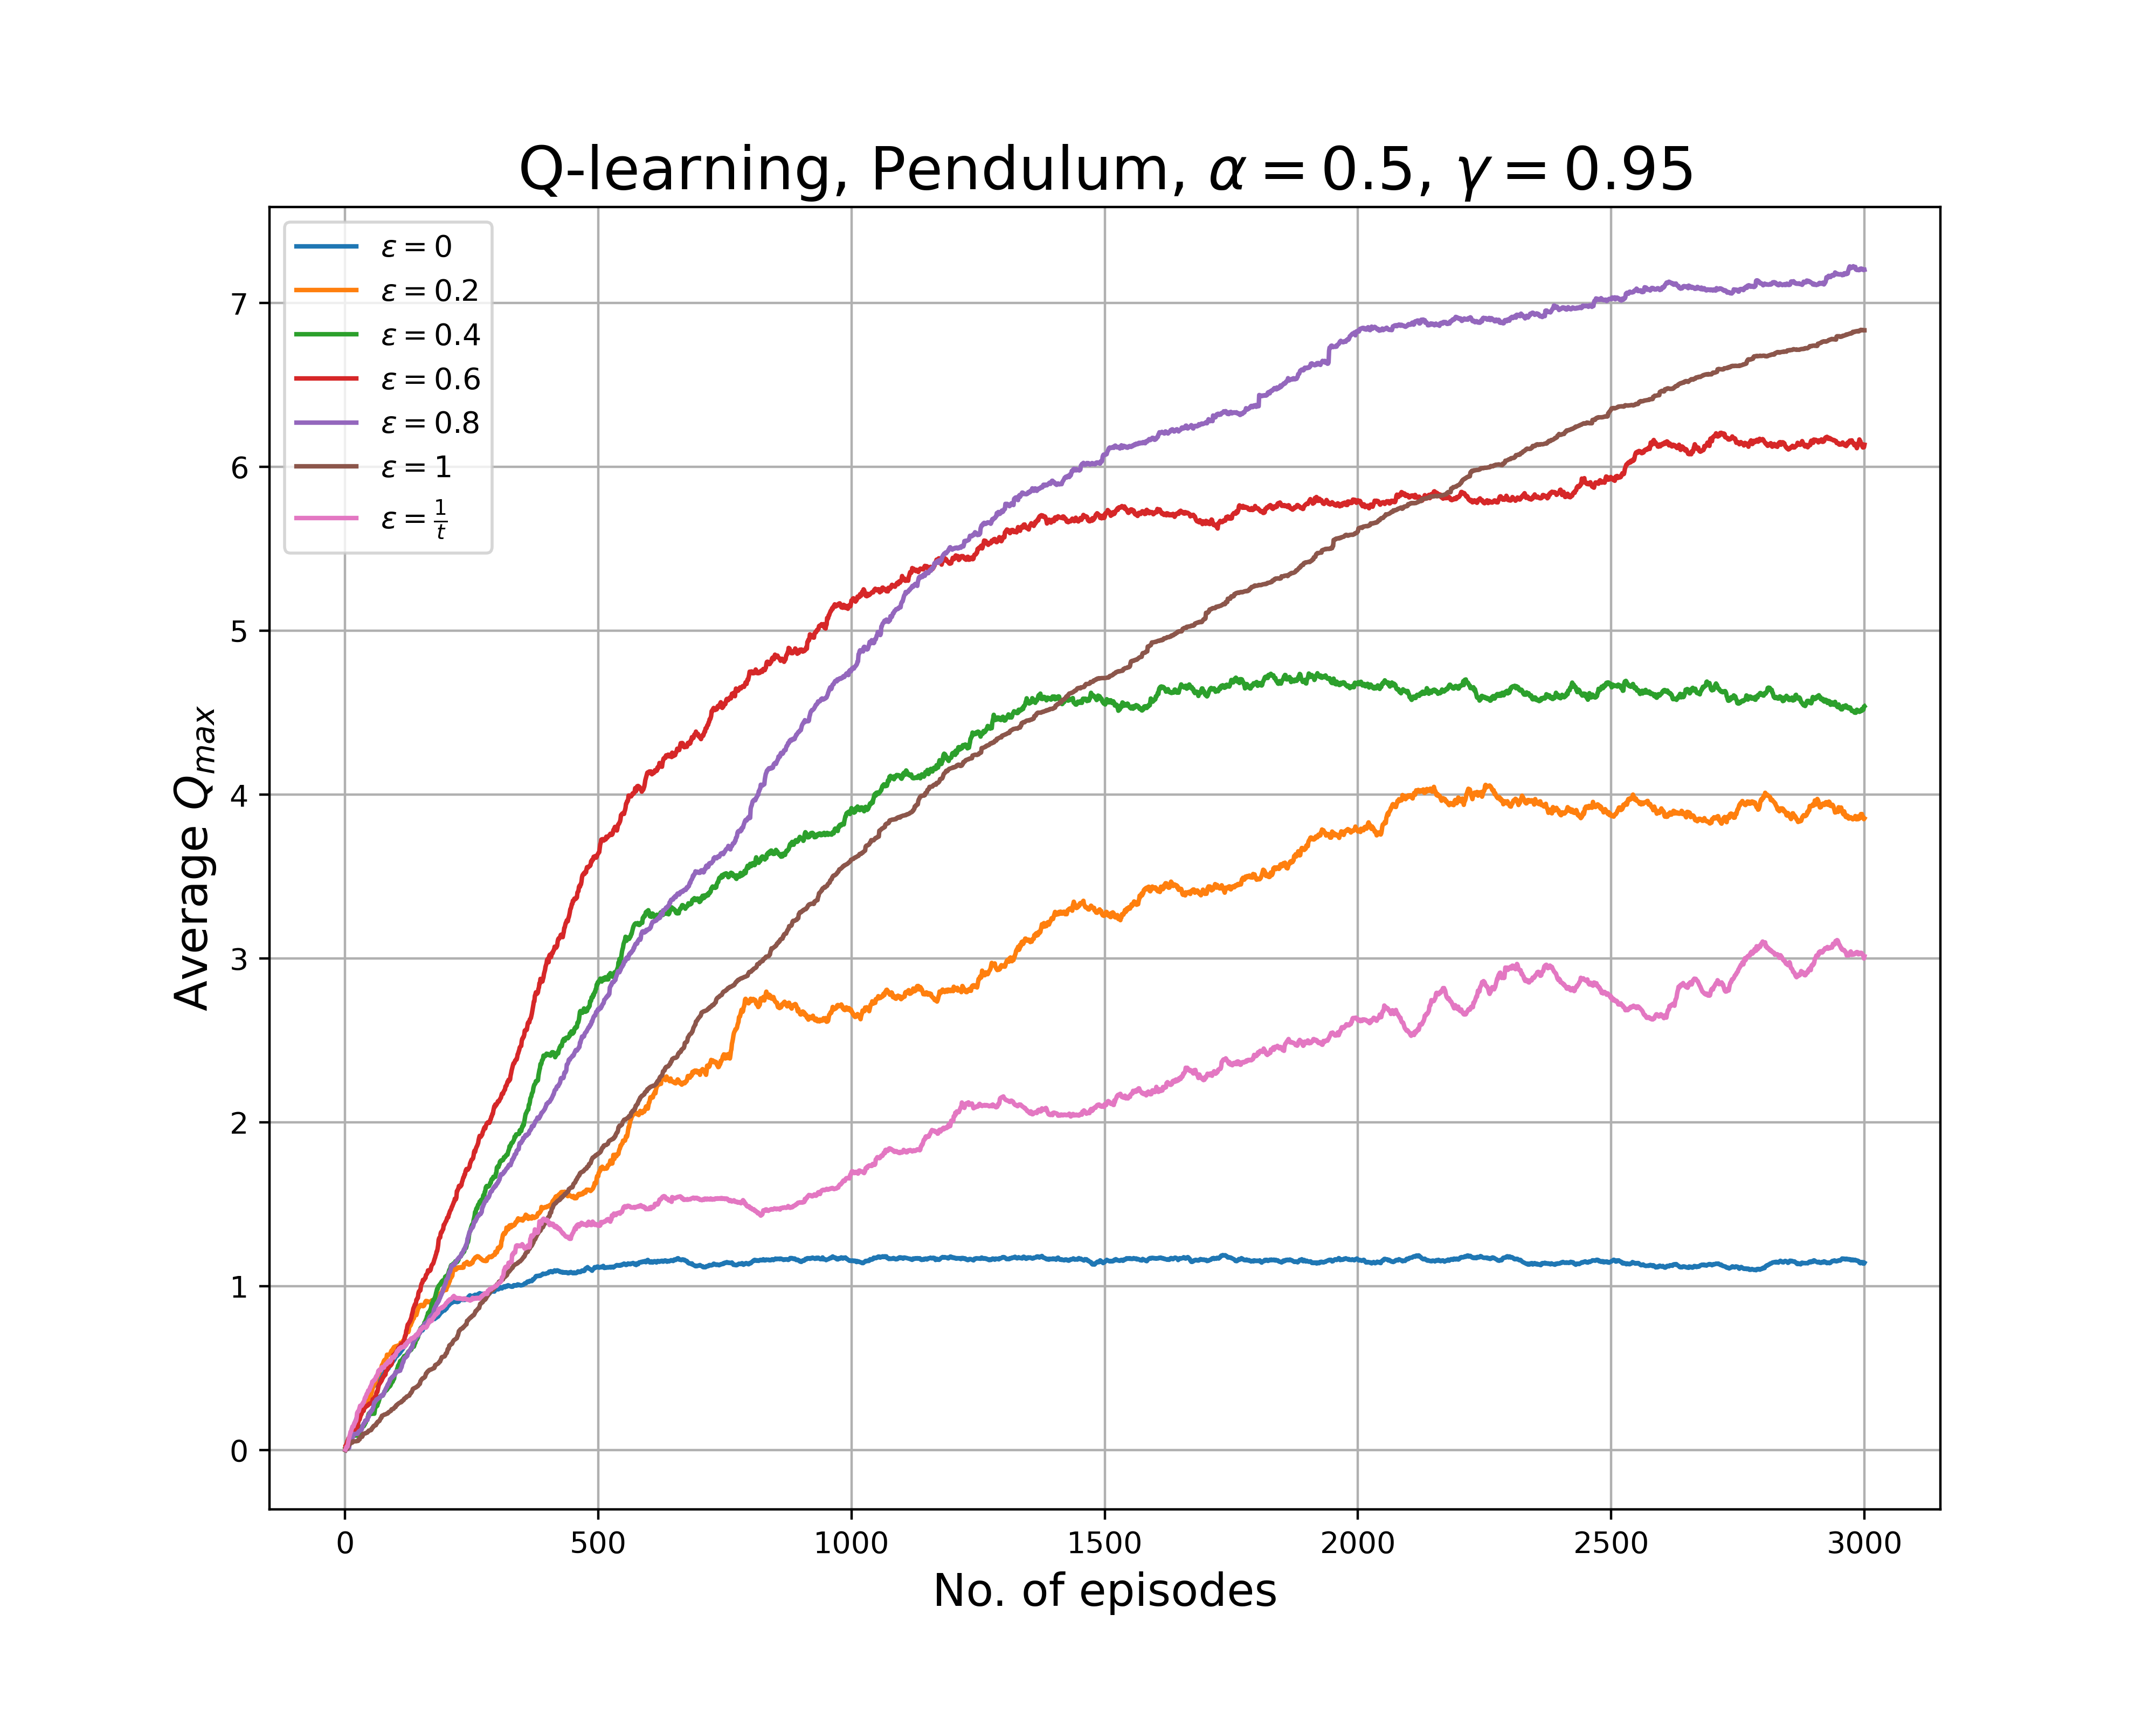 Q-learning, Pendulum, α = 0.5, γ = 0.95
ε = 0
ε = 0.2
ε = 0.4
ε = 0.6
ε = 0.8
ε = 1
ε = 1/t
7
6
5
4
3
2
1
0
Average Qmax
0 500 1000 1500 2000 2500 3000
No. of episodes